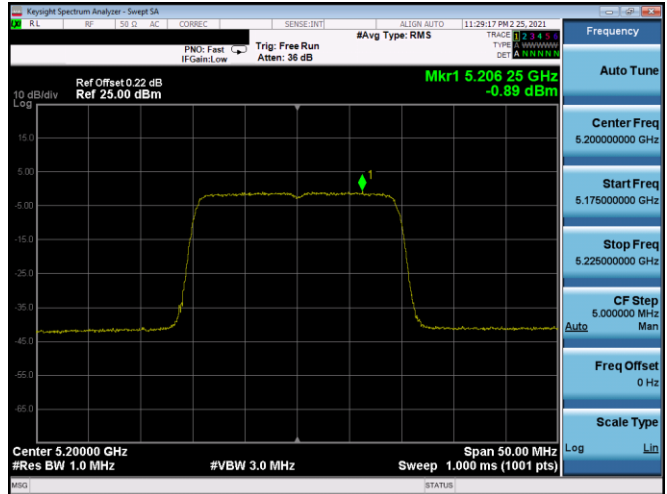 Keysight Spectrum Analyzer - Swept SA
RL RF 50 Ω AC CORREC SENSE:INT ALIGN AUTO 11:29:17 PM 2 25, 2021
#Avg Type: RMS
TRACE 1 2 3 4 5 6
TYPE A WWWWW
DET A N N N N N
PNO: Fast
IFGain:Low
Trig: Free Run
Atten: 36 dB
Mkr1 5.206 25 GHz
-0.89 dBm
Ref Offset 0.22 dB
10 dB/div Ref 25.00 dBm
Log
15.0
5.00
-5.00
-15.0
-25.0
-35.0
-45.0
-55.0
-65.0
1
Center 5.20000 GHz
Span 50.00 MHz
#Res BW 1.0 MHz
#VBW 3.0 MHz
Sweep 1.000 ms (1001 pts)
MSG
STATUS
Frequency
Auto Tune
Center Freq
5.200000000 GHz
Start Freq
5.175000000 GHz
Stop Freq
5.225000000 GHz
CF Step
5.000000 MHz
Auto Man
Freq Offset
0 Hz
Scale Type
Log Lin